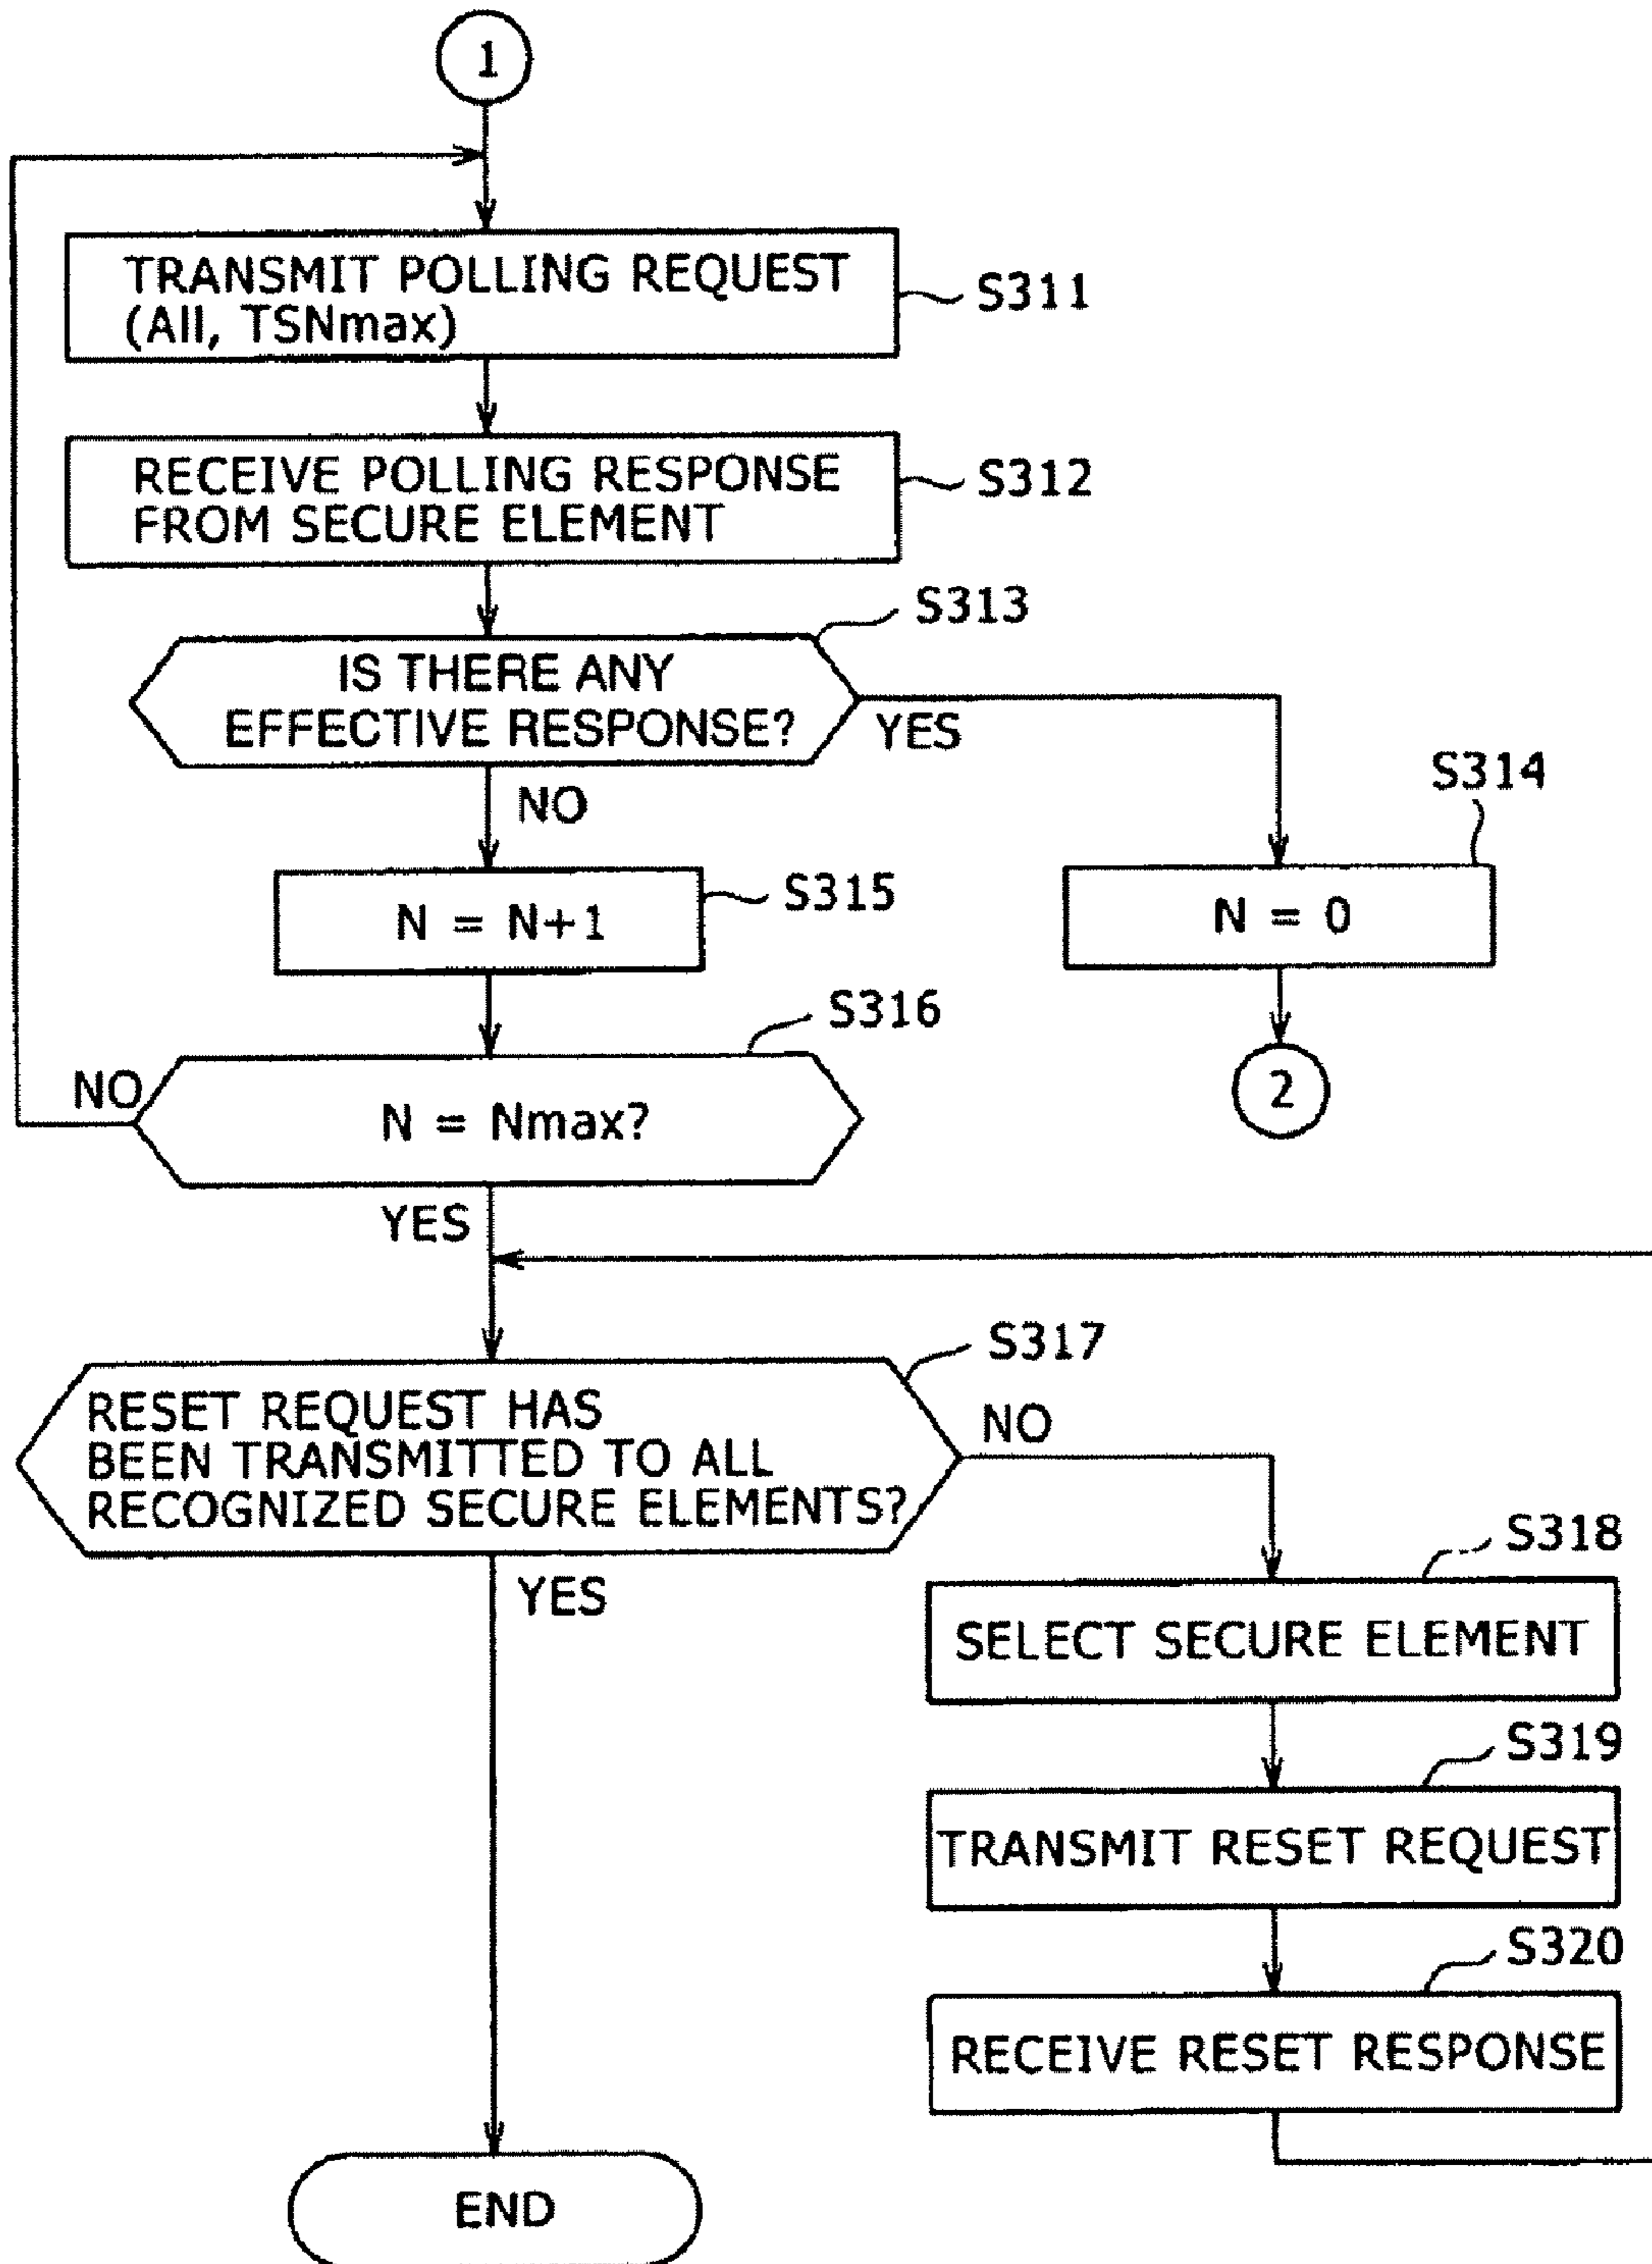 1
TRANSMIT POLLING REQUEST
(All, TSNmax)
S311
RECEIVE POLLING RESPONSE
FROM SECURE ELEMENT
S312
S313
IS THERE ANY
EFFECTIVE RESPONSE?
YES
NO
S314
N = 0
S315
N = N+1
2
S316
NO
N = Nmax?
YES
S317
RESET REQUEST HAS
BEEN TRANSMITTED TO ALL
RECOGNIZED SECURE ELEMENTS?
NO
YES
S318
SELECT SECURE ELEMENT
S319
TRANSMIT RESET REQUEST
S320
RECEIVE RESET RESPONSE
END